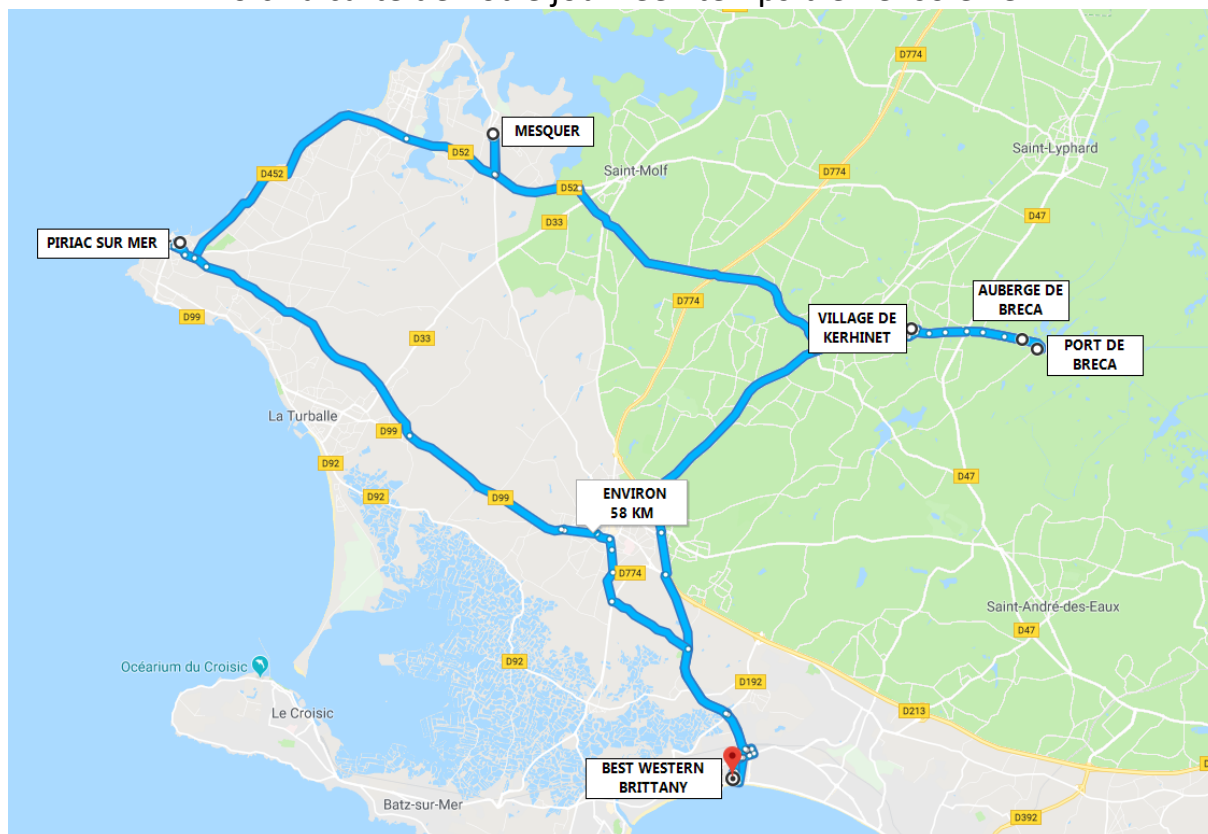 D774
MESQUER
D52
Saint-Lyphard
Saint-Molf
D774
D452
D52
D47
D33
PIRIAC SUR MER
AUBERGE DE
BRECA
D774
VILLAGE DE
KERHINET
D99
PORT DE
BRECA
D33
La Turballe
D99
D92
D47
ENVIRON
58 KM
D92
D99
D774
Saint-André-des-Eaux
D47
Océarium du Croisic
D92
D192
Le Croisic
D213
BEST WESTERN
BRITTANY
Batz-sur-Mer
D392